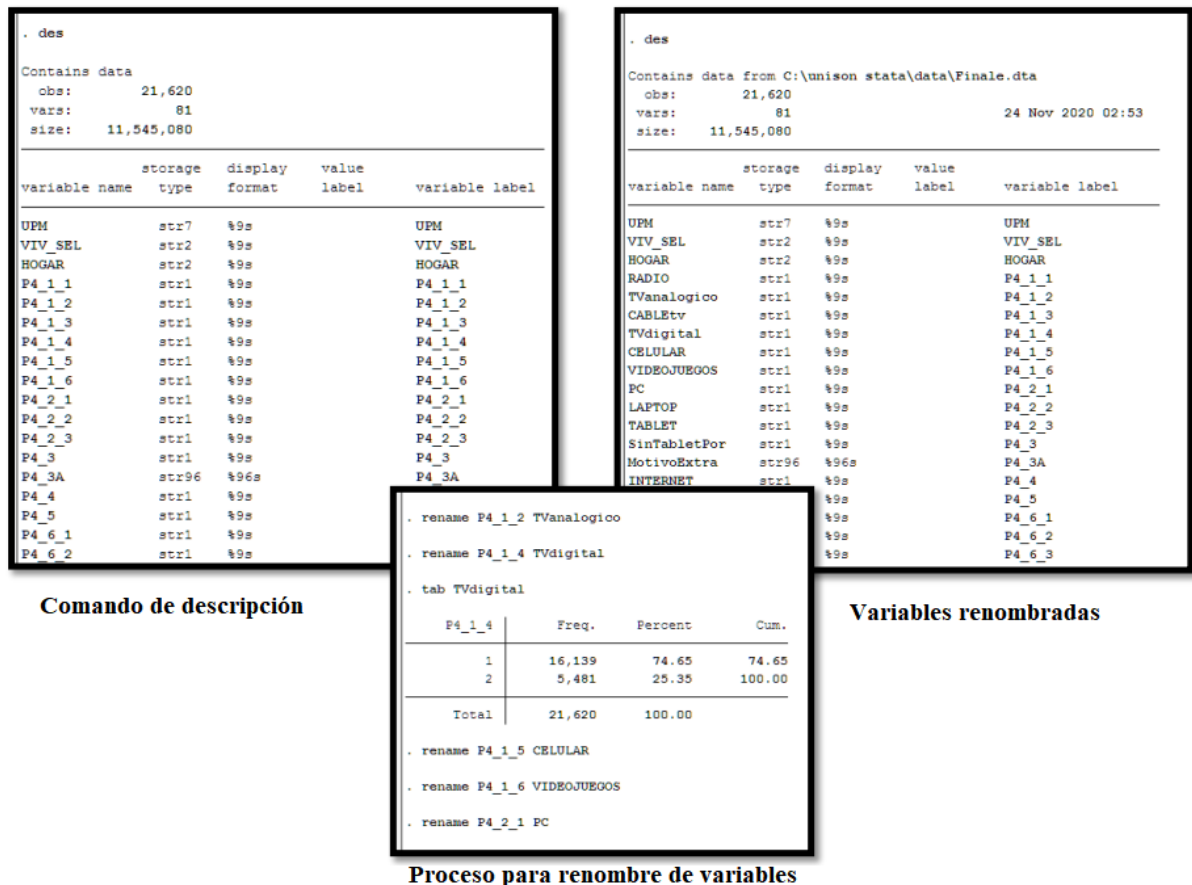 . des
Contains data
obs: 21,620
vars: 81
size: 11,545,080
storage display value
variable name type format label variable label
UPM str7 %9s UPM
VIV_SEL str2 %9s VIV_SEL
HOGAR str2 %9s HOGAR
P4_1_1 str1 %9s P4_1_1
P4_1_2 str1 %9s P4_1_2
P4_1_3 str1 %9s P4_1_3
P4_1_4 str1 %9s P4_1_4
P4_1_5 str1 %9s P4_1_5
P4_1_6 str1 %9s P4_1_6
P4_2_1 str1 %9s P4_2_1
P4_2_2 str1 %9s P4_2_2
P4_2_3 str1 %9s P4_2_3
P4_3 str1 %9s P4_3
P4_3A str96 %96s P4_3A
P4_4 str1 %9s
P4_5 str1 %9s
P4_6_1 str1 %9s
P4_6_2 str1 %9s
Comando de descripción
. des
Contains data from C:\unison stata\data\Finale.dta
obs: 21,620
vars: 81 24 Nov 2020 02:53
size: 11,545,080
storage display value
variable name type format label variable label
UPM str7 %9s UPM
VIV_SEL str2 %9s VIV_SEL
HOGAR str2 %9s HOGAR
RADIO str1 %9s P4_1_1
TVanalogico str1 %9s P4_1_2
CABLEtv str1 %9s P4_1_3
TVdigital str1 %9s P4_1_4
CELULAR str1 %9s P4_1_5
VIDEOJUEGOS str1 %9s P4_1_6
PC str1 %9s P4_2_1
LAPTOP str1 %9s P4_2_2
TABLET str1 %9s P4_2_3
SinTabletPor str1 %9s P4_3
MotivoExtra str96 %96s P4_3A
INTERNET str1 %9s P4_4
%9s P4_5
%9s P4_6_1
%9s P4_6_2
%9s P4_6_3
Variables renombradas
. rename P4_1_2 TVanalogico
. rename P4_1_4 TVdigital
. tab TVdigital
P4_1_4 Freq. Percent Cum.
1 16,139 74.65 74.65
2 5,481 25.35 100.00
Total 21,620 100.00
. rename P4_1_5 CELULAR
. rename P4_1_6 VIDEOJUEGOS
. rename P4_2_1 PC
Proceso para renombre de variables